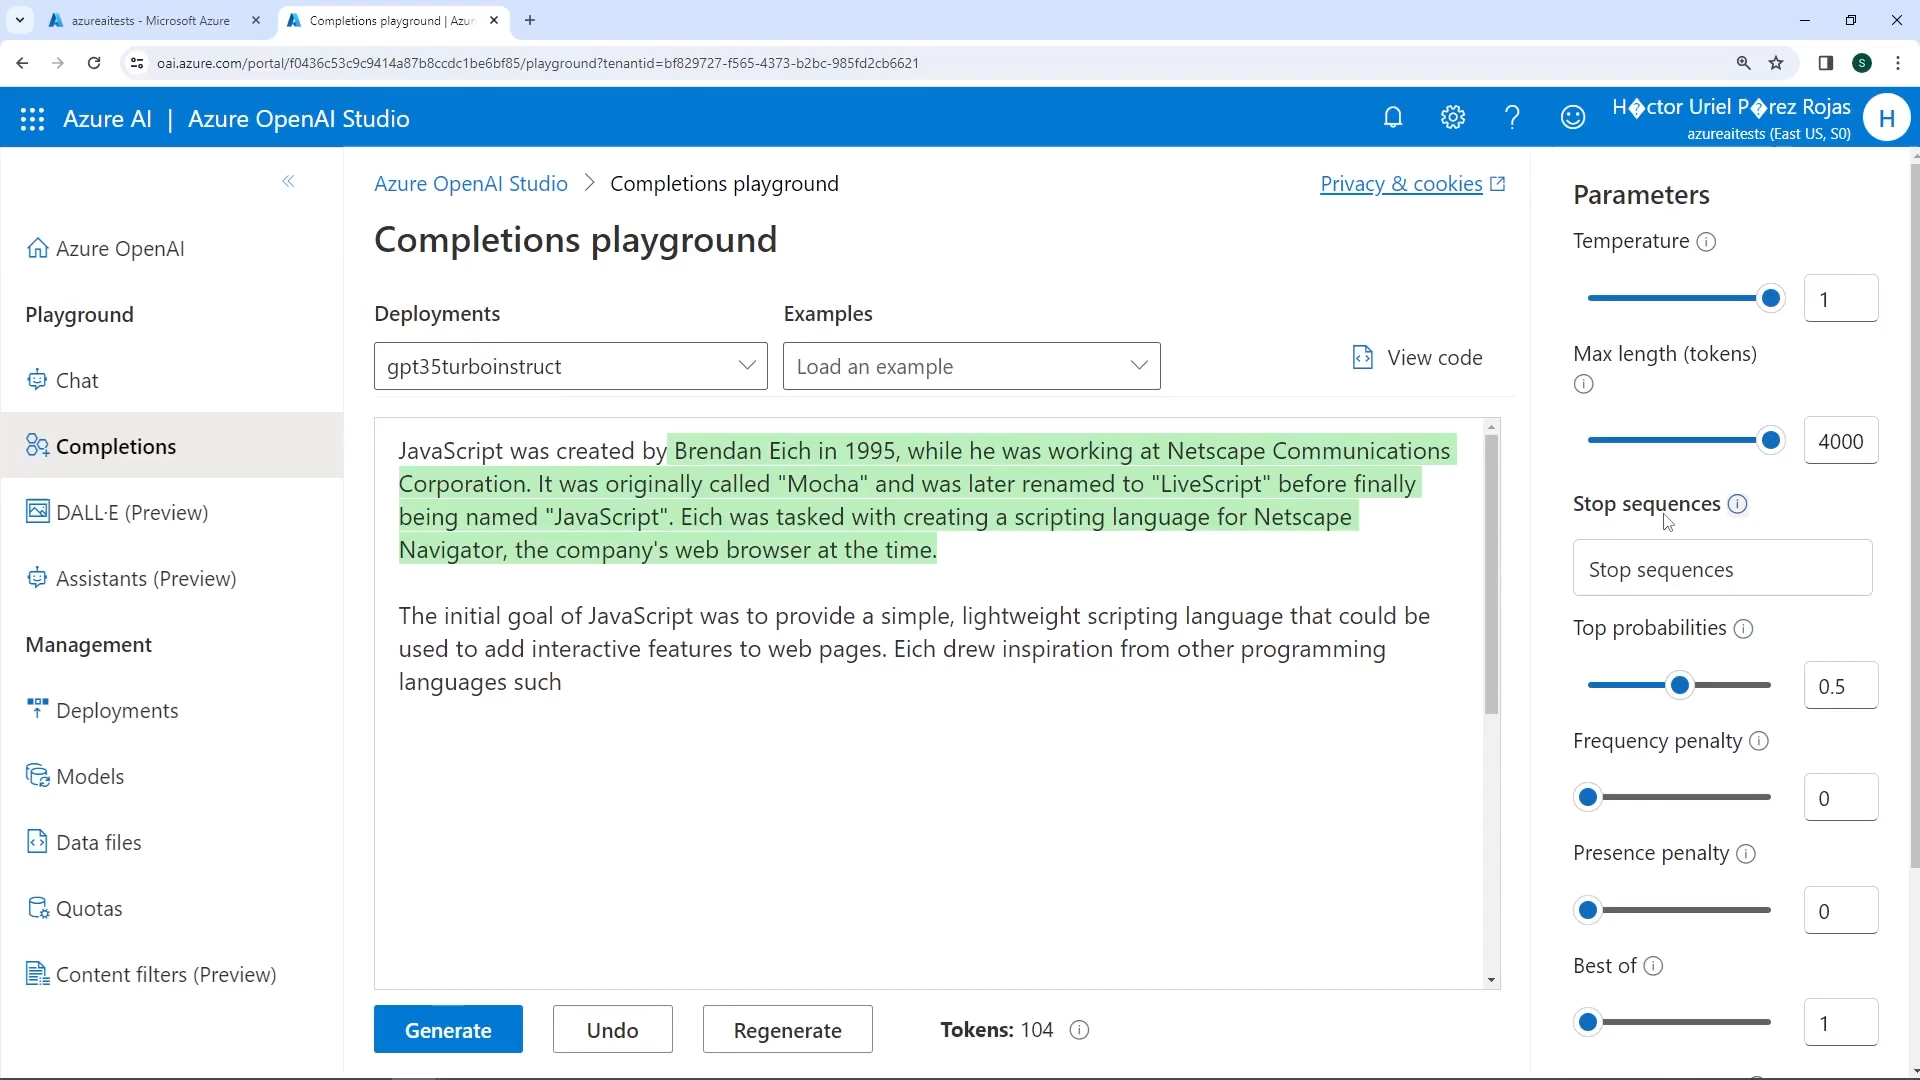 azureaitests - Microsoft Azure
Completions playground | Azur
oai.azure.com/portal/f0436c53c9c9414a87b8ccdc1be6bf85/playground?tenantid=bf829727-f565-4373-b2bc-985fd2cb6621
S
Azure AI | Azure OpenAI Studio
H�ctor Uriel P�rez Rojas
azureaitests (East US, S0)
H
Azure OpenAI
Playground
Chat
Completions
DALL·E (Preview)
Assistants (Preview)
Management
Deployments
Models
Data files
Quotas
Content filters (Preview)
Azure OpenAI Studio > Completions playground
Privacy & cookies
Completions playground
Deployments
Examples
gpt35turboinstruct
Load an example
View code
JavaScript was created by Brendan Eich in 1995, while he was working at Netscape Communications
Corporation. It was originally called "Mocha" and was later renamed to "LiveScript" before finally
being named "JavaScript". Eich was tasked with creating a scripting language for Netscape
Navigator, the company's web browser at the time.
The initial goal of JavaScript was to provide a simple, lightweight scripting language that could be
used to add interactive features to web pages. Eich drew inspiration from other programming
languages such
Generate
Undo
Regenerate
Tokens: 104
Parameters
Temperature
1
Max length (tokens)
4000
Stop sequences
Stop sequences
Top probabilities
0.5
Frequency penalty
0
Presence penalty
0
Best of
1